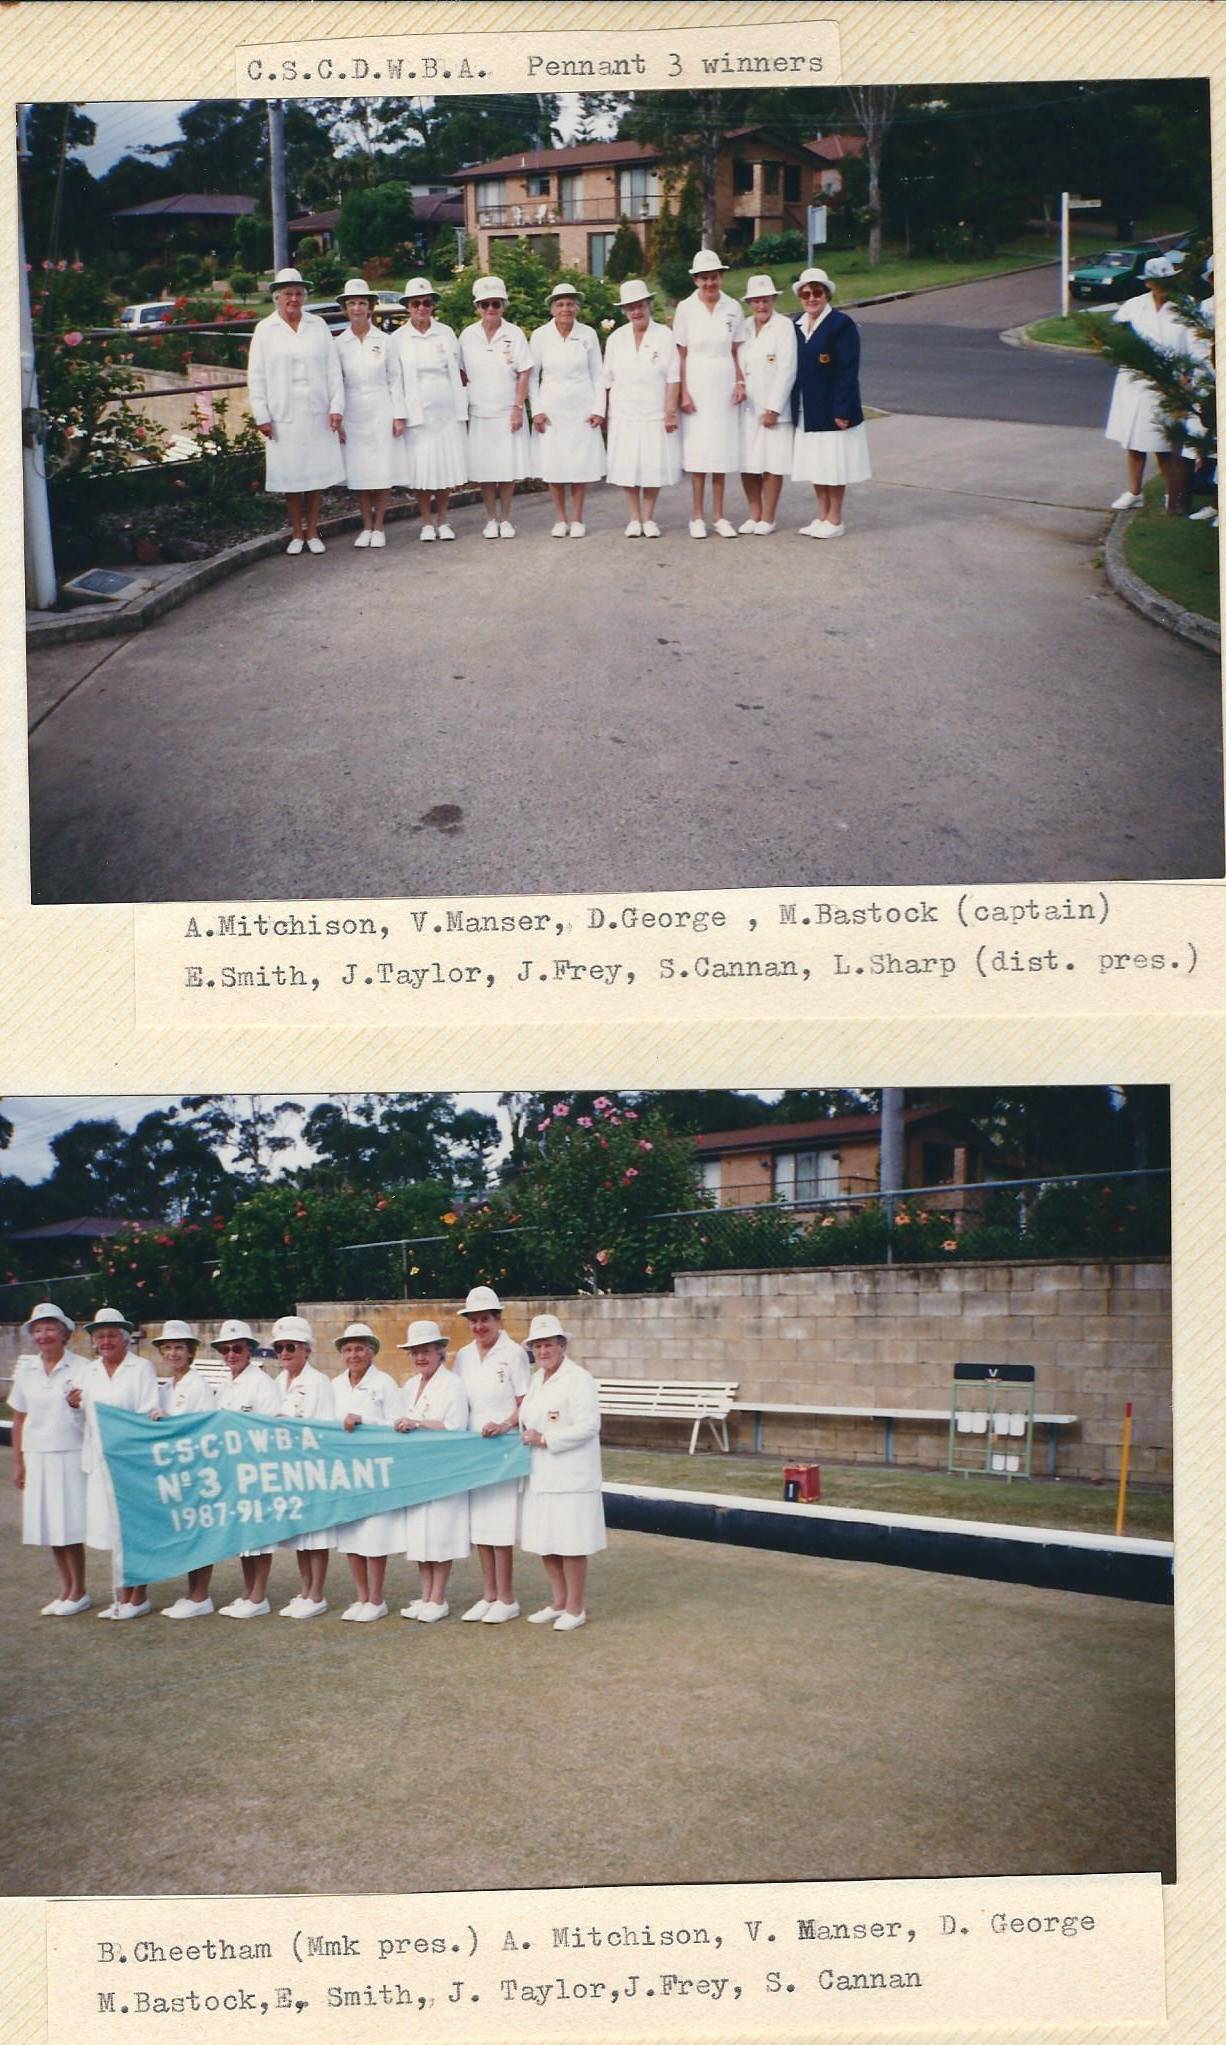 C.S.C.D.W.B.A. Pennant 3 winners
A.Mitchison, V.Manser, D.George , M.Bastock (captain)
E.Smith, J.Taylor, J.Frey, S.Cannan, L.Sharp (dist. pres.)
C·S·C·D·W·B·A·
Nº3 PENNANT
1987-91-92
V
B.Cheetham (Mmk pres.) A. Mitchison, V. Manser, D. George
M.Bastock,E, Smith, J. Taylor,J.Frey, S. Cannan